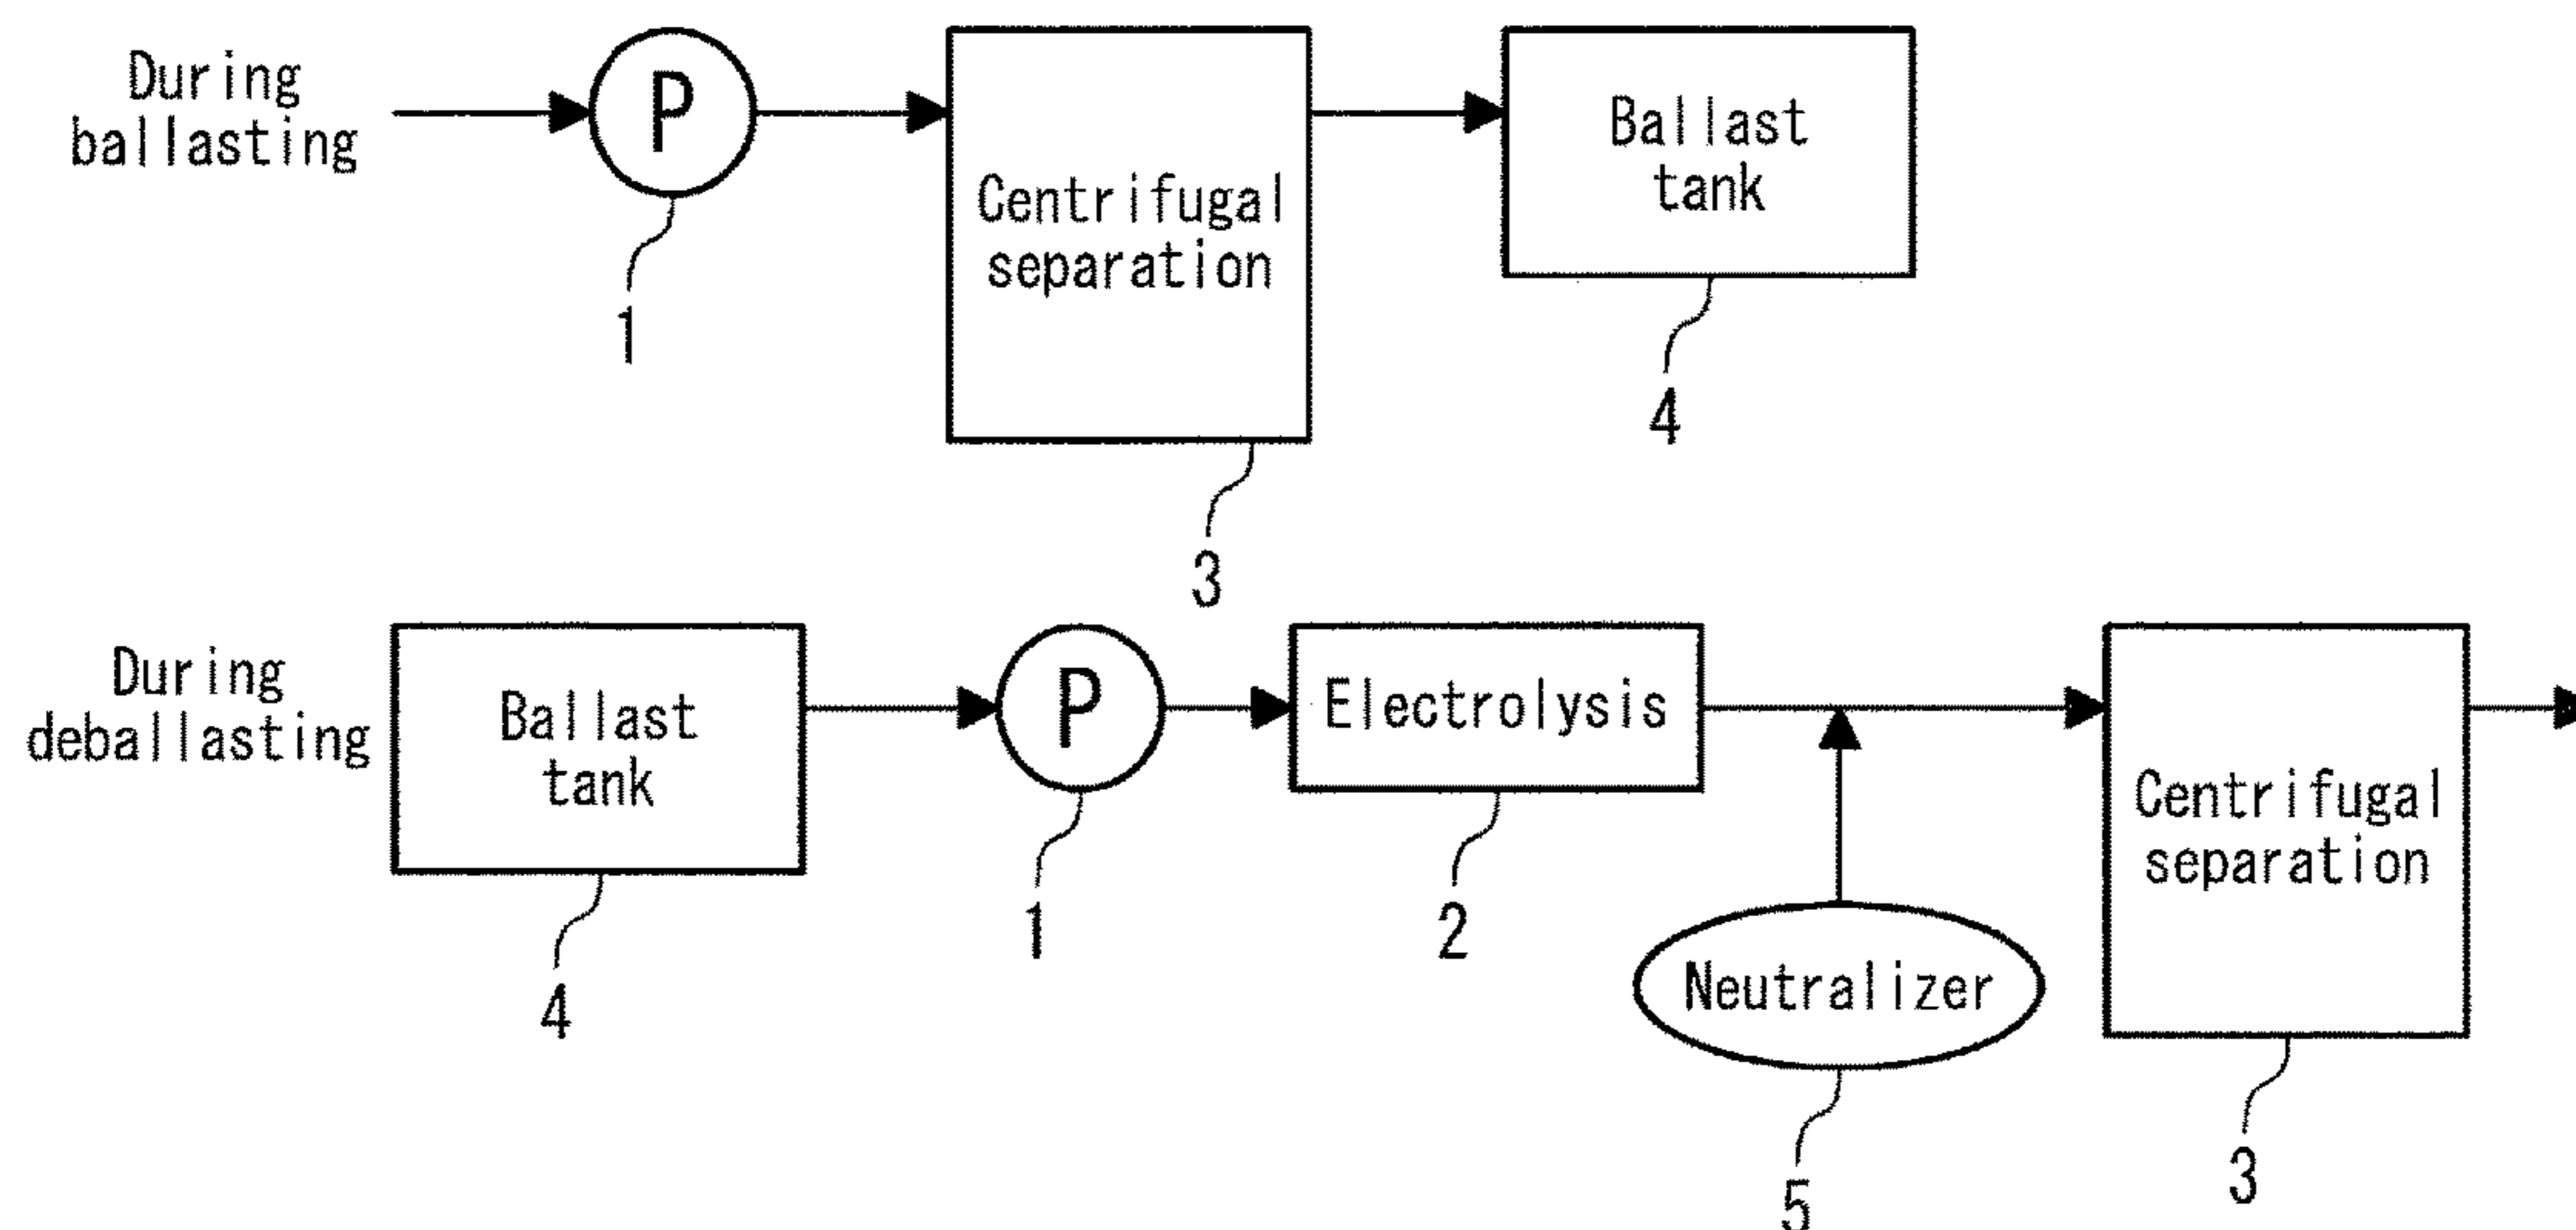 During
ballasting
P
Centrifugal
separation
Ballast
tank
1
4
3
During
deballasting
Ballast
tank
P
Electrolysis
Centrifugal
separation
1
2
Neutralizer
4
3
5